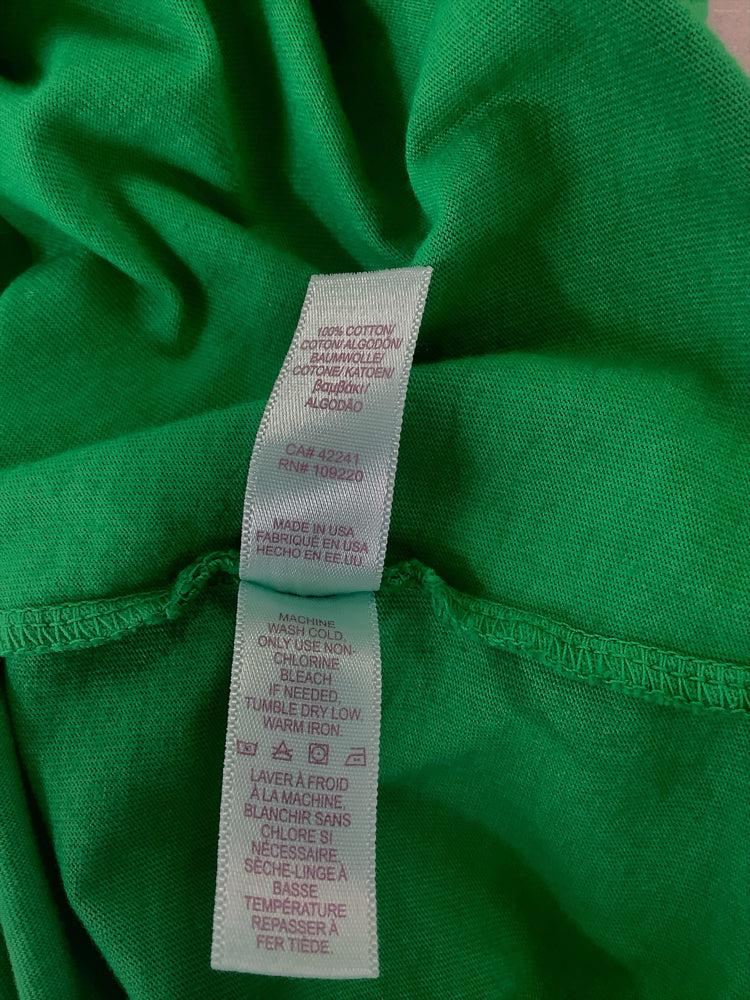 100% COTTON/
COTON/ ALGODÓN/
BAUMWOLLE/
COTONE/ KATOEN/
βαμβάκι/
ALGODÃO
CA# 42241
RN# 109220
MADE IN USA
FABRIQUÉ EN USA
HECHO EN EE.UU.
MACHINE
WASH COLD,
ONLY USE NON-
CHLORINE
BLEACH
IF NEEDED,
TUMBLE DRY LOW,
WARM IRON.
LAVER À FROID
À LA MACHINE,
BLANCHIR SANS
CHLORE SI
NÉCESSAIRE,
SÈCHE-LINGE À
BASSE
TEMPÉRATURE
REPASSER À
FER TIÈDE.